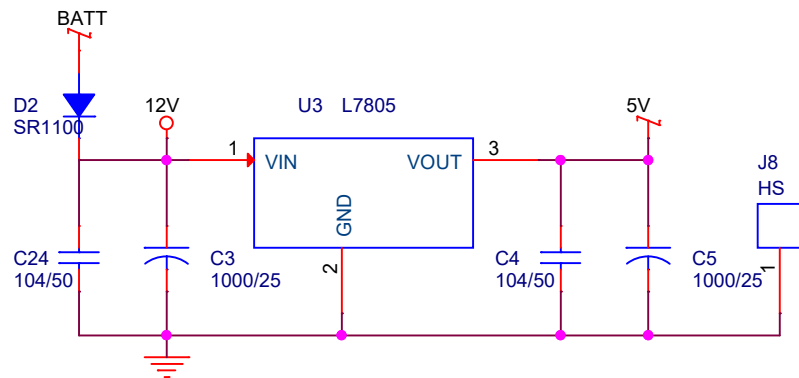 BATT
D2
SR1100
12V
U3 L7805
5V
1
VIN
VOUT
3
GND
2
J8
HS
1
C24
104/50
C3
1000/25
C4
104/50
C5
1000/25